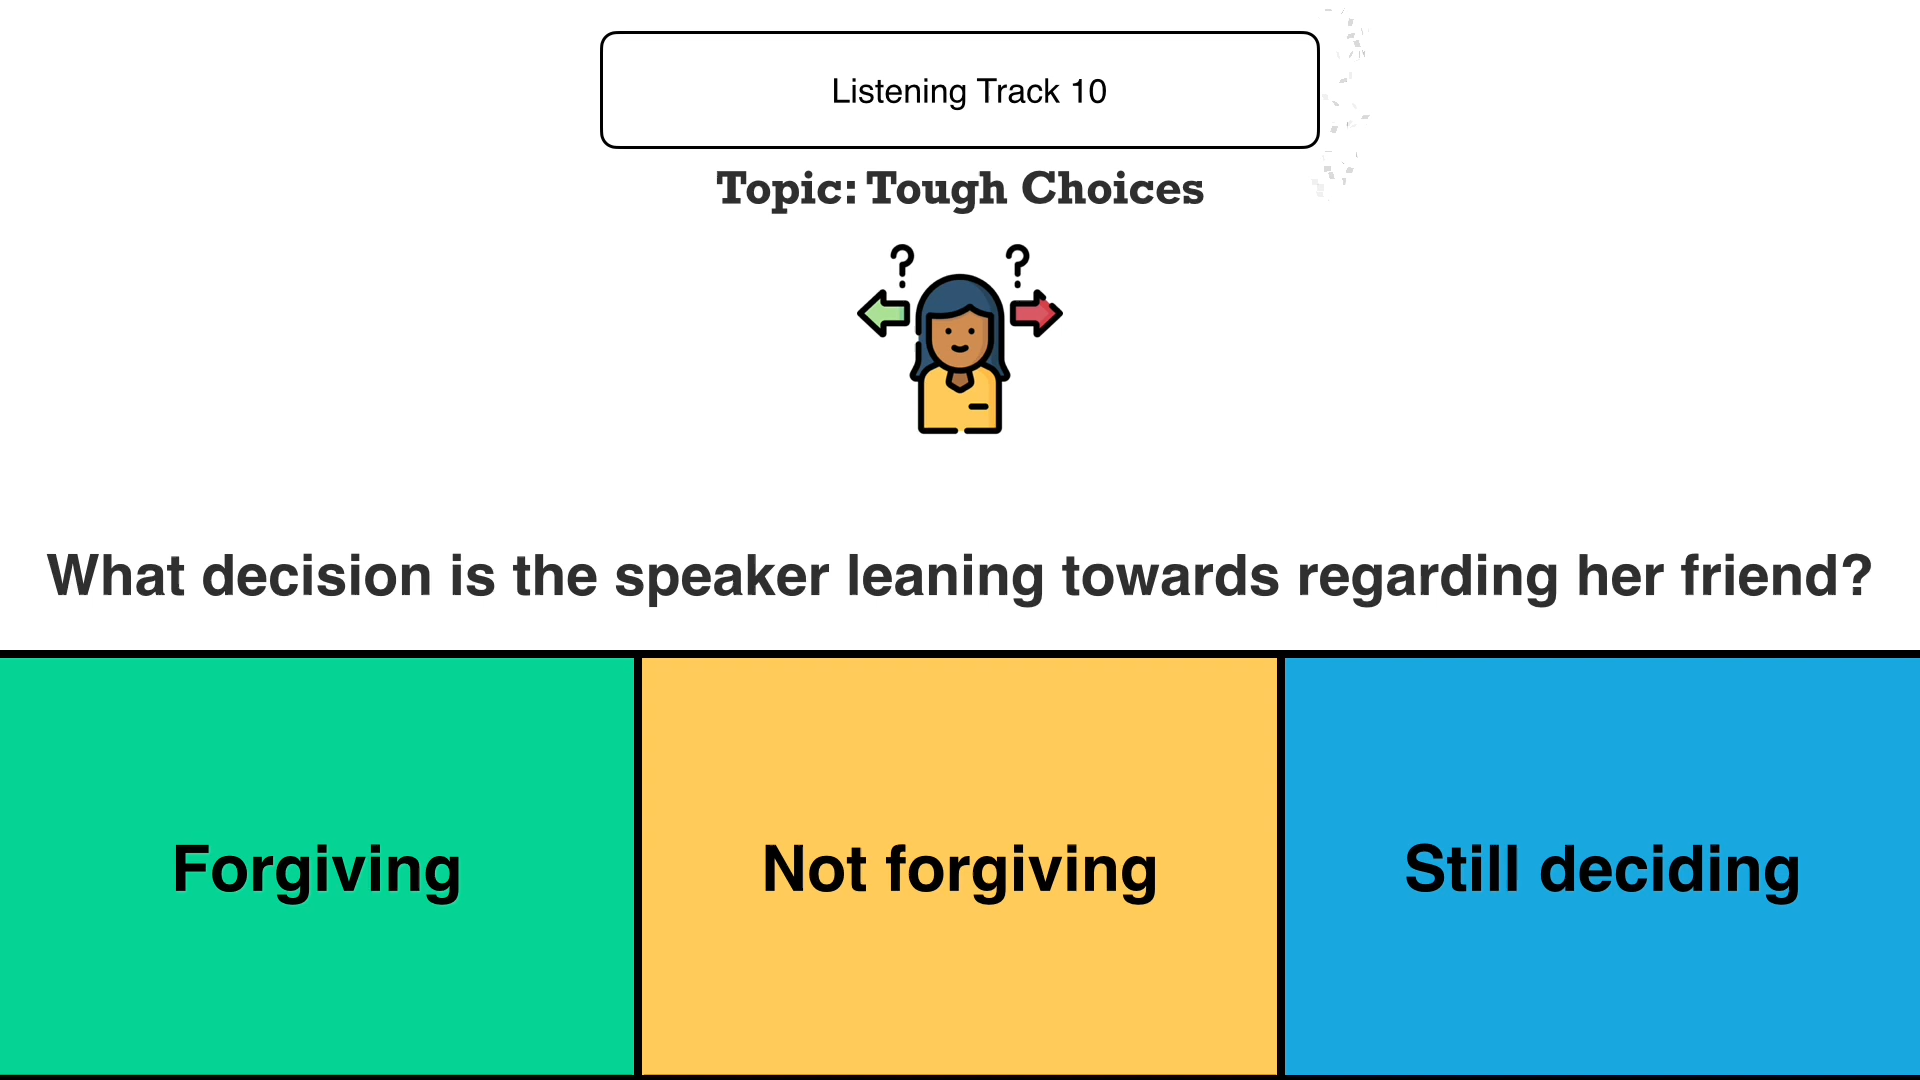 Listening Track 10
Topic: Tough Choices
? ?
What decision is the speaker leaning towards regarding her friend?
Forgiving
Not forgiving
Still deciding